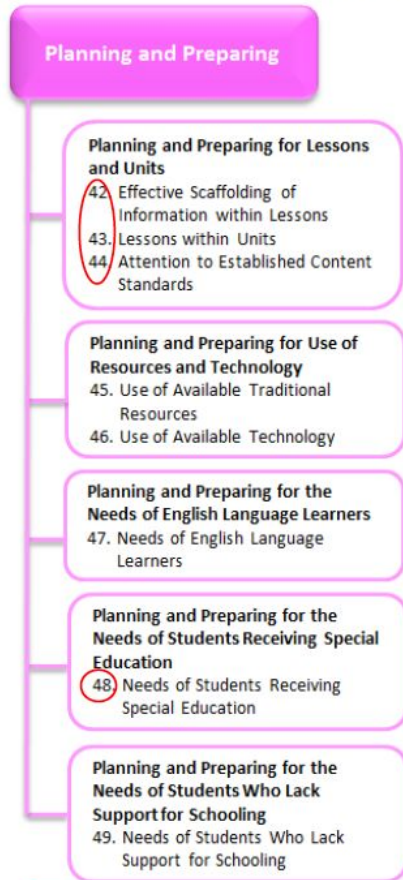 Planning and Preparing
Planning and Preparing for Lessons
and Units
42. Effective Scaffolding of
Information within Lessons
43. Lessons within Units
44. Attention to Established Content
Standards
Planning and Preparing for Use of
Resources and Technology
45. Use of Available Traditional
Resources
46. Use of Available Technology
Planning and Preparing for the
Needs of English Language Learners
47. Needs of English Language
Learners
Planning and Preparing for the
Needs of Students Receiving Special
Education
48. Needs of Students Receiving
Special Education
Planning and Preparing for the
Needs of Students Who Lack
Support for Schooling
49. Needs of Students Who Lack
Support for Schooling